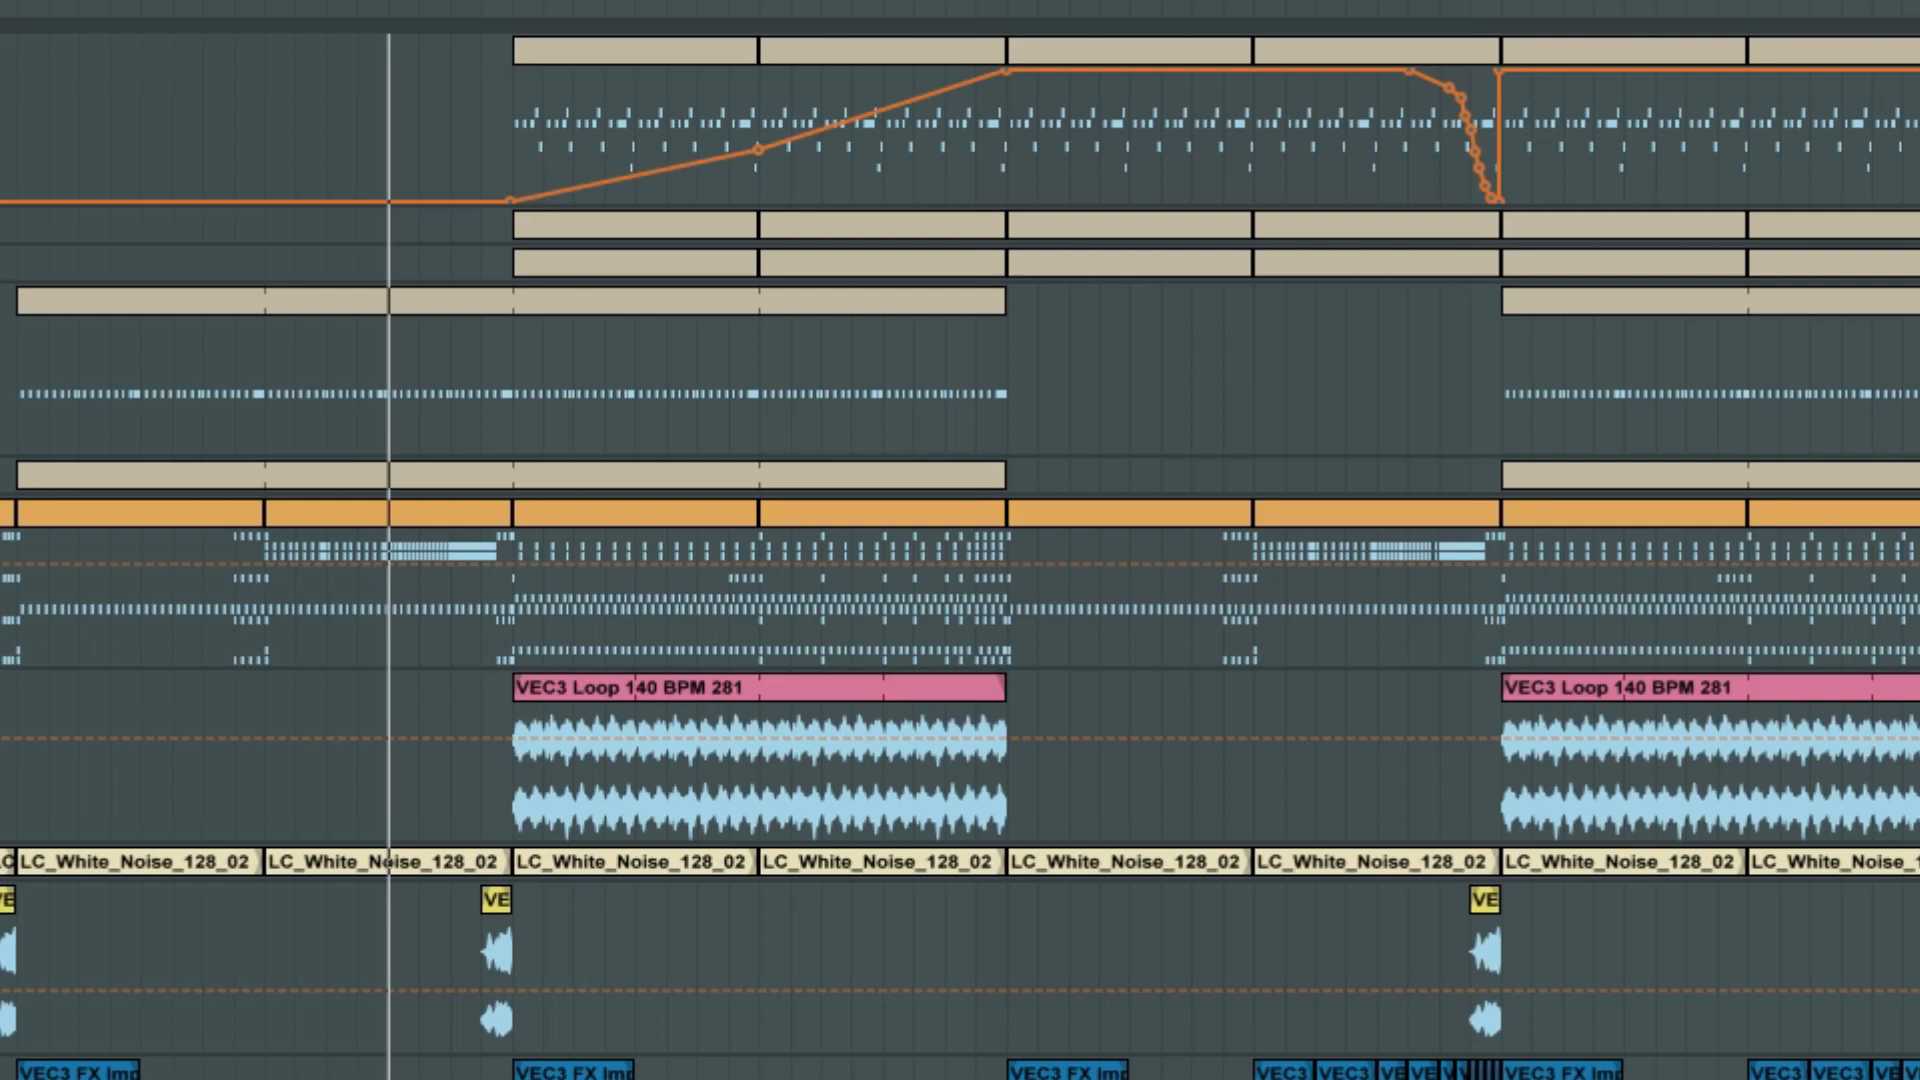 VEC3 Loop 140 BPM 281 VEC3 Loop 140 BPM 281
LC_White_Noise_128_02 LC_White_Noise_128_02 LC_White_Noise_128_02 LC_White_Noise_128_02 LC_White_Noise_128_02 LC_White_Noise_128_02 LC_White_Noise_128_02 LC_White_Noise_1
VE VE VE
VEC3 FX Imp VEC3 FX Imp VEC3 FX Imp VEC3 VEC3 VE VE V VEC3 FX Imp VEC3 VEC3 VE V